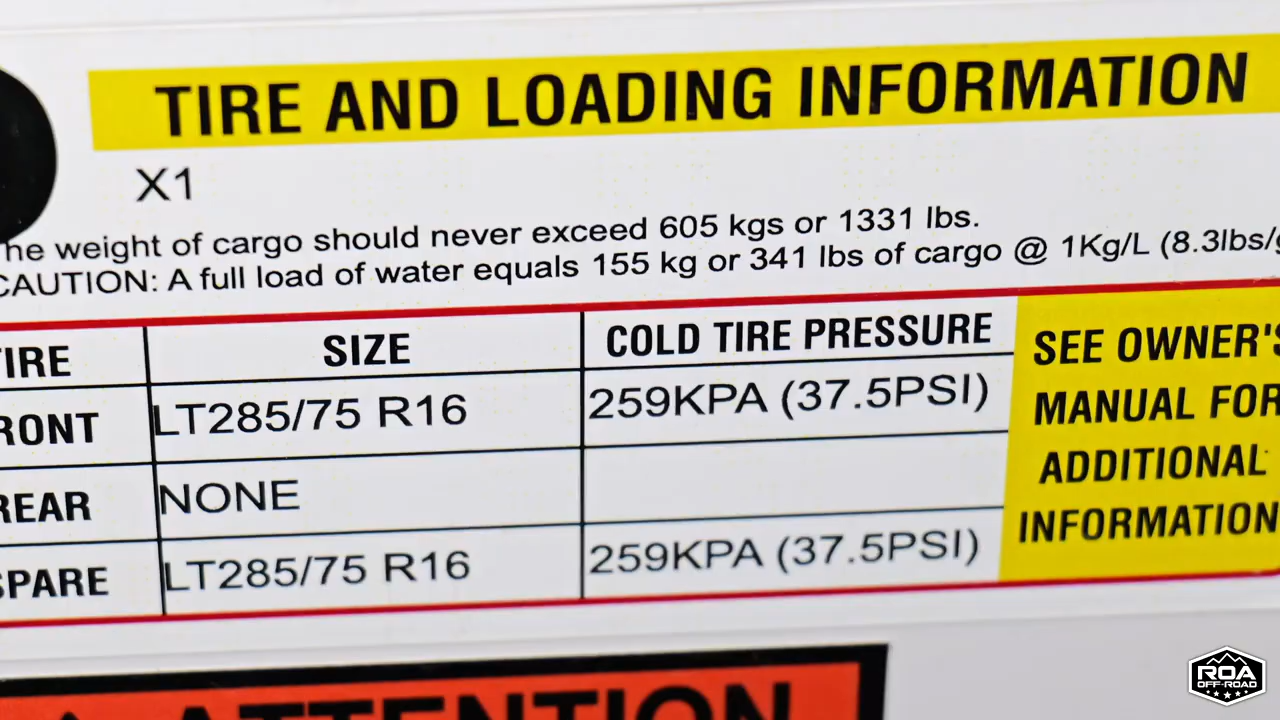 TIRE AND LOADING INFORMATION
X1
he weight of cargo should never exceed 605 kgs or 1331 lbs.
CAUTION: A full load of water equals 155 kg or 341 lbs of cargo @ 1Kg/L (8.3lbs/g
TIRE SIZE COLD TIRE PRESSURE SEE OWNER'S
FRONT LT285/75 R16 259KPA (37.5PSI) MANUAL FOR
REAR NONE ADDITIONAL
SPARE LT285/75 R16 259KPA (37.5PSI) INFORMATION
ATTENTION
ROA
OFF-ROAD